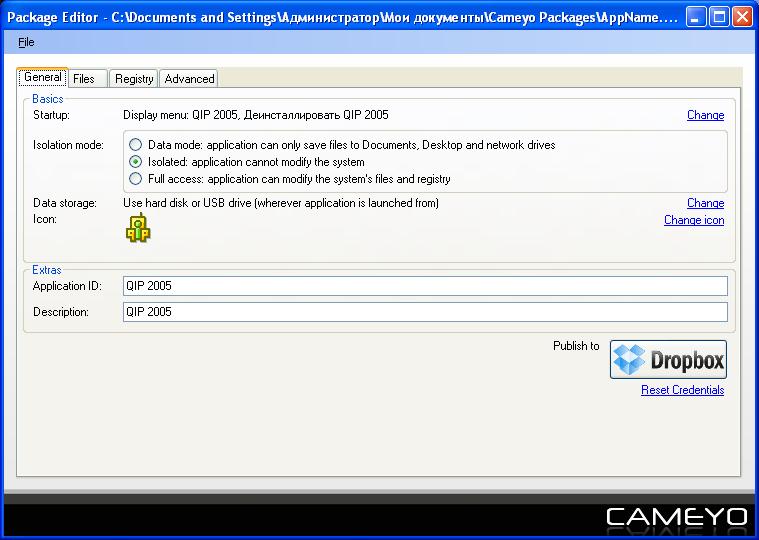 Package Editor - C:\Documents and Settings\Администратор\Мои документы\Cameyo Packages\AppName....
File
General Files Registry Advanced
Basics
Startup: Display menu: QIP 2005, Деинсталлировать QIP 2005 Change
Isolation mode: Data mode: application can only save files to Documents, Desktop and network drives
Isolated: application cannot modify the system
Full access: application can modify the system's files and registry
Data storage: Use hard disk or USB drive (wherever application is launched from) Change
Icon: Change icon
qip
Extras
Application ID: QIP 2005
Description: QIP 2005
Publish to Dropbox
Reset Credentials
CAMEYO